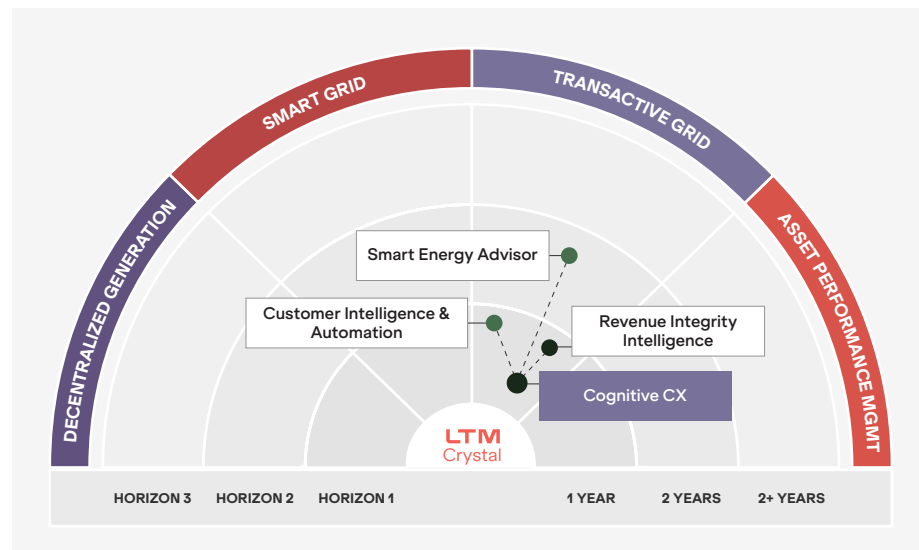 DECENTRALIZED GENERATION
SMART GRID
TRANSACTIVE GRID
ASSET PERFORMANCE MGMT
Smart Energy Advisor
Customer Intelligence &
Automation
Revenue Integrity
Intelligence
Cognitive CX
LTM
Crystal
HORIZON 3 HORIZON 2 HORIZON 1 1 YEAR 2 YEARS 2+ YEARS